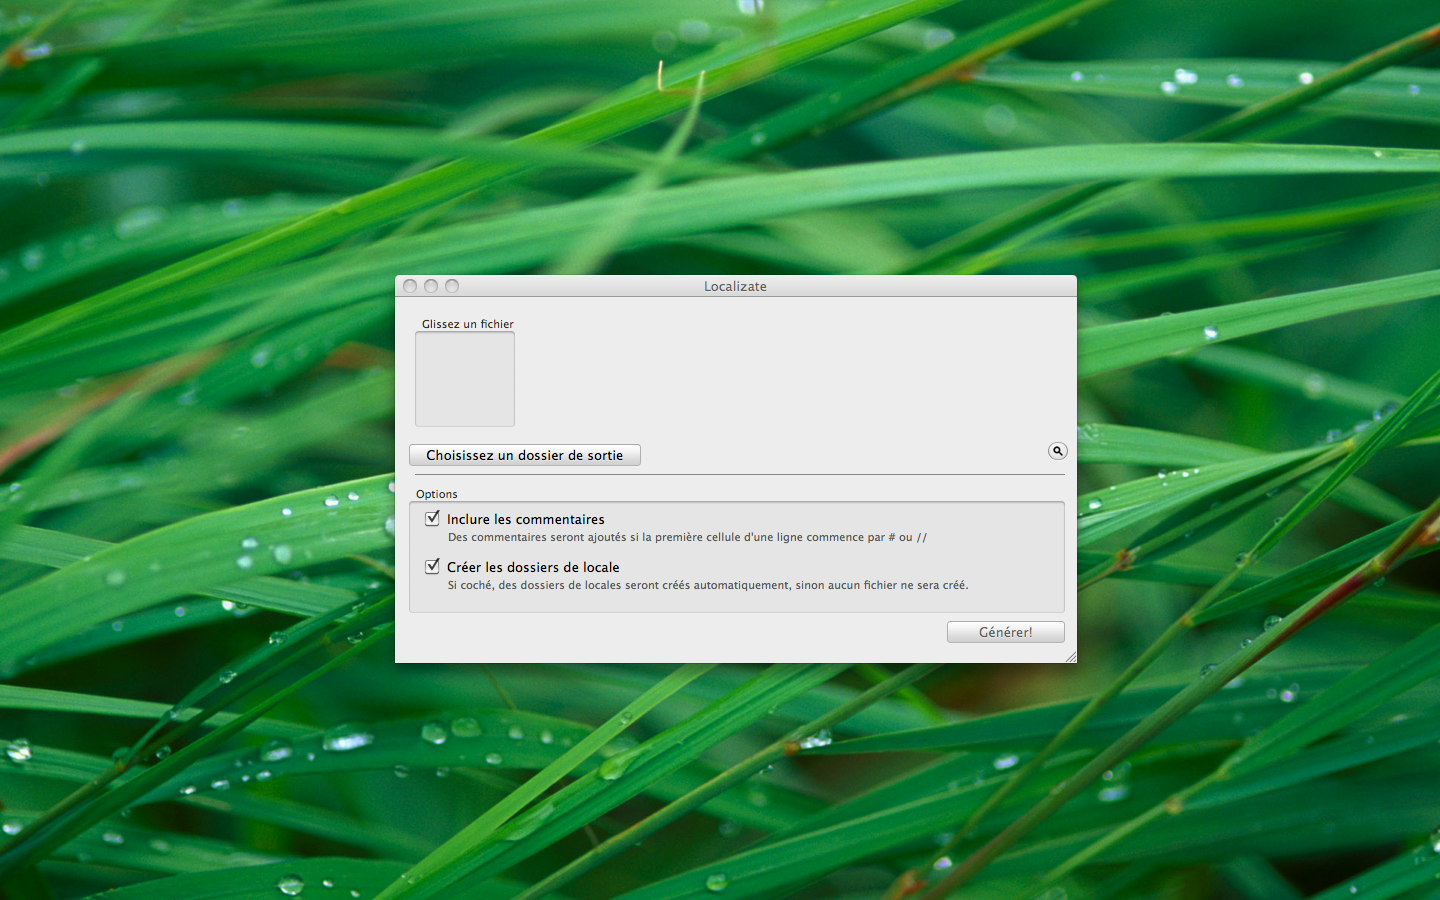 Localizate
Glissez un fichier
Choisissez un dossier de sortie
Options
Inclure les commentaires
Des commentaires seront ajoutés si la première cellule d'une ligne commence par # ou //
Créer les dossiers de locale
Si coché, des dossiers de locales seront créés automatiquement, sinon aucun fichier ne sera créé.
Générer!